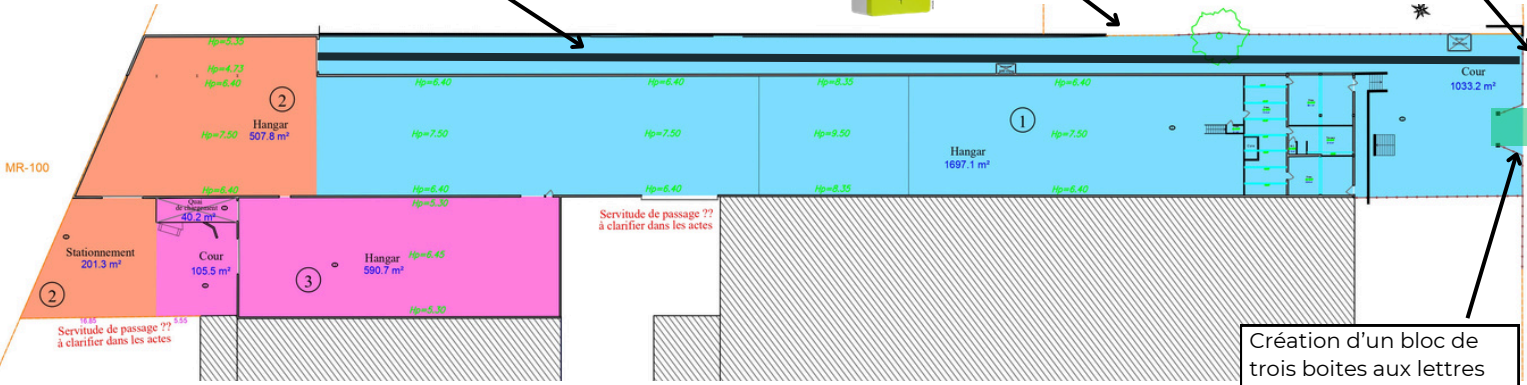 Hp=5.35
Hp=4.73
Hp=6.40
Hp=6.40
Hp=6.40
Hp=8.35
Hp=6.40
Cour
1033.2 m²
2
Hangar
507.8 m²
Hp=7.50
Hp=7.50
Hp=7.50
Hp=9.50
1
Hp=7.50
Hangar
1697.1 m²
MR-100
Hp=6.40
Hp=6.40
Hp=6.40
Hp=8.35
Hp=6.40
Quai
de chargement
40.2 m²
Hp=5.30
Servitude de passage ??
à clarifier dans les actes
Stationnement
201.3 m²
Cour
105.5 m²
Hangar
590.7 m²
Hp=6.45
3
2
Hp=5.30
16.85
5.55
Servitude de passage ??
à clarifier dans les actes
Création d'un bloc de
trois boites aux lettres